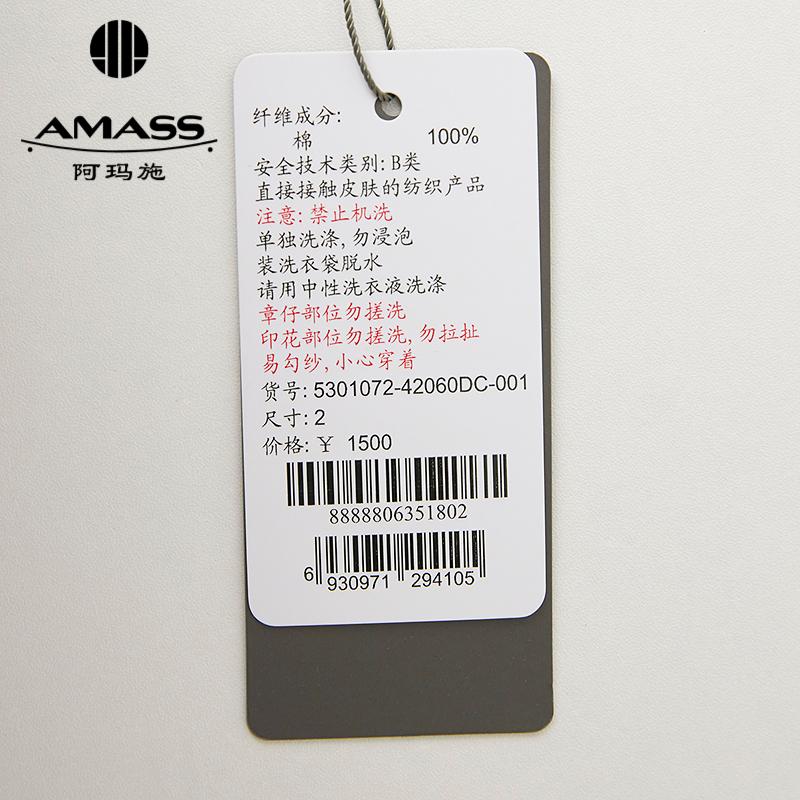 AMASS
阿玛施
纤维成分:
棉 100%
安全技术类别: B类
直接接触皮肤的纺织产品
注意: 禁止机洗
单独洗涤, 勿浸泡
装洗衣袋脱水
请用中性洗衣液洗涤
章仔部位勿搓洗
印花部位勿搓洗, 勿拉扯
易勾纱, 小心穿着
货号: 5301072-42060DC-001
尺寸: 2
价格: ￥ 1500
8888806351802
6 930971 294105